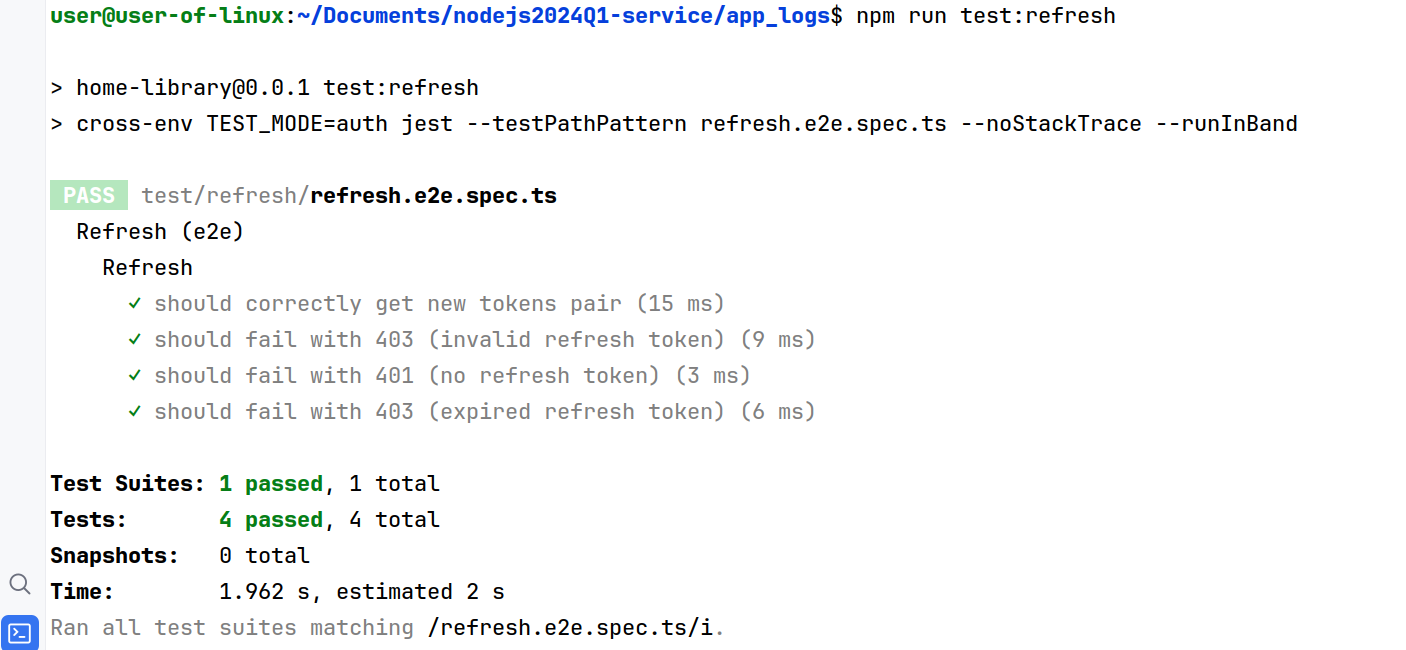 user@user-of-linux:~/Documents/nodejs2024Q1-service/app_logs$ npm run test:refresh
> home-library@0.0.1 test:refresh
> cross-env TEST_MODE=auth jest --testPathPattern refresh.e2e.spec.ts --noStackTrace --runInBand
PASS test/refresh/refresh.e2e.spec.ts
Refresh (e2e)
Refresh
✓ should correctly get new tokens pair (15 ms)
✓ should fail with 403 (invalid refresh token) (9 ms)
✓ should fail with 401 (no refresh token) (3 ms)
✓ should fail with 403 (expired refresh token) (6 ms)
Test Suites: 1 passed, 1 total
Tests: 4 passed, 4 total
Snapshots: 0 total
Time: 1.962 s, estimated 2 s
Ran all test suites matching /refresh.e2e.spec.ts/i.